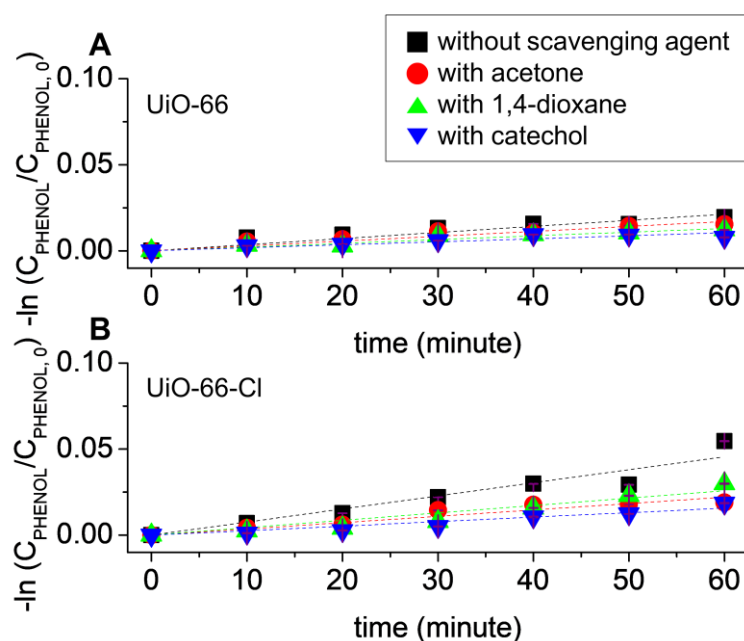 A
UiO-66
without scavenging agent
with acetone
with 1,4-dioxane
with catechol
0.10
0.05
0.00
-ln (C_PHENOL/C_PHENOL, 0)
0 10 20 30 40 50 60
time (minute)
B
UiO-66-Cl
0.10
0.05
0.00
-ln (C_PHENOL/C_PHENOL, 0)
0 10 20 30 40 50 60
time (minute)